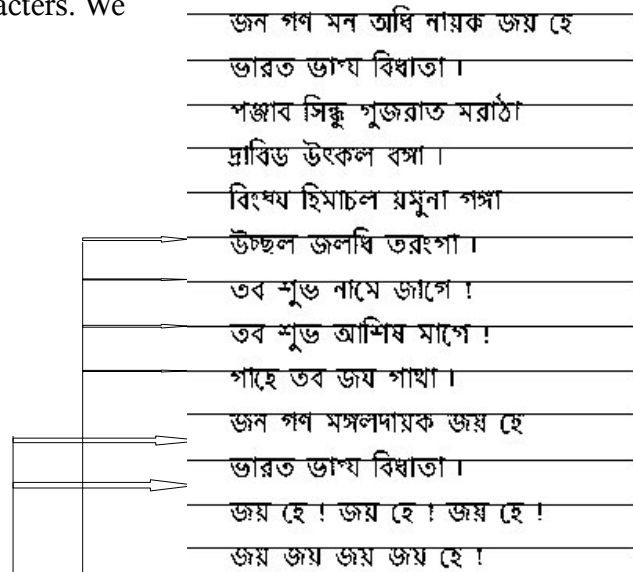 acters. We
জন গণ মন অধি নায়ক জয় হে
ভারত ভাগ্য বিধাতা ।
পঞ্জাব সিন্ধু গুজরাত মরাঠা
দ্রাবিড উৎকল বঙ্গা ।
বিংধ্য হিমাচল য়মুনা গঙ্গা
উচ্ছল জলধি তরংগা ।
তব শুভ নামে জাগে !
তব শুভ আশিষ মাগে !
গাহে তব জয গাথা ।
জন গণ মঙ্গলদায়ক জয় হে
ভারত ভাগ্য বিধাতা ।
জয় হে ! জয় হে ! জয় হে !
জয় জয় জয় জয় হে !